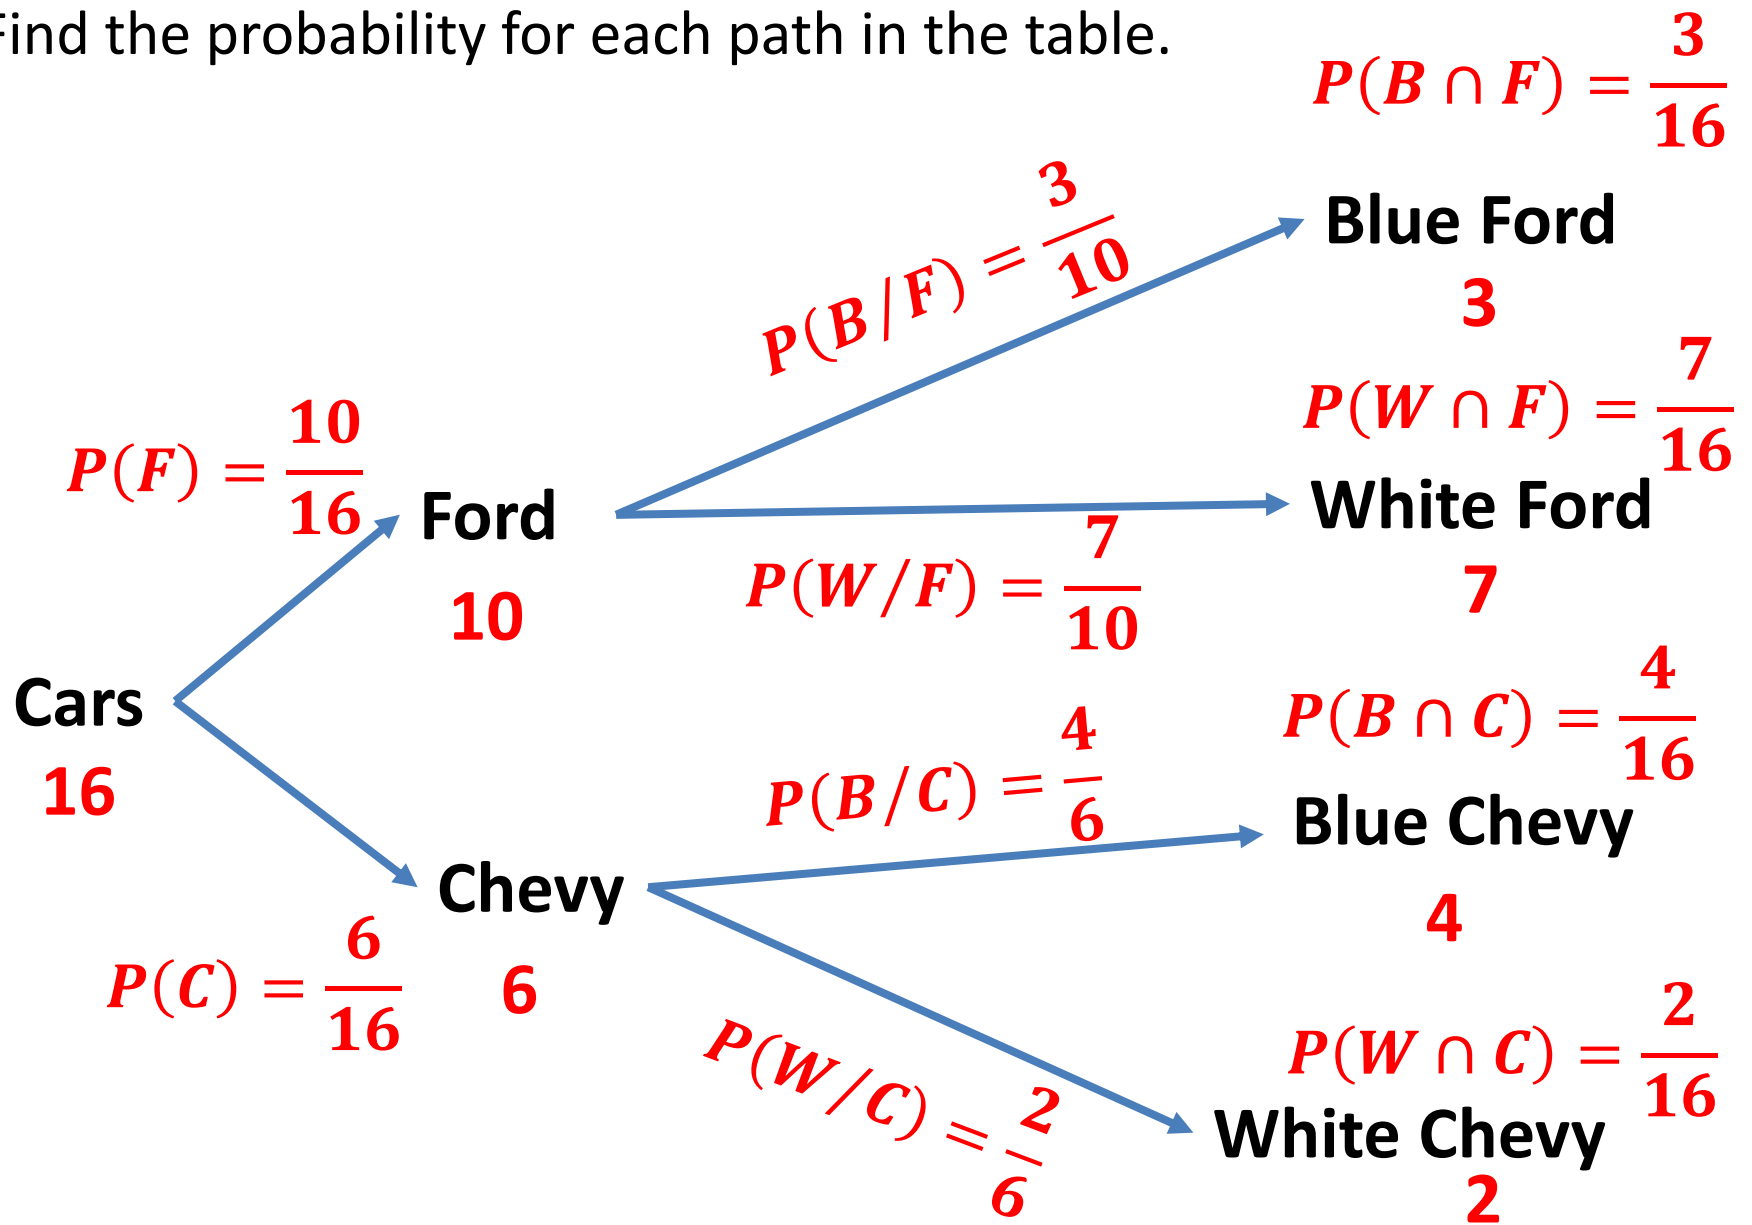 Find the probability for each path in the table.
P(B ∩ F) = 3/16
P(B/F) = 3/10
Blue Ford
3
P(W ∩ F) = 7/16
P(F) = 10/16
Ford
10
White Ford
7
P(W/F) = 7/10
Cars
16
P(B ∩ C) = 4/16
P(B/C) = 4/6
Blue Chevy
4
Chevy
6
P(C) = 6/16
P(W ∩ C) = 2/16
P(W/C) = 2/6
White Chevy
2